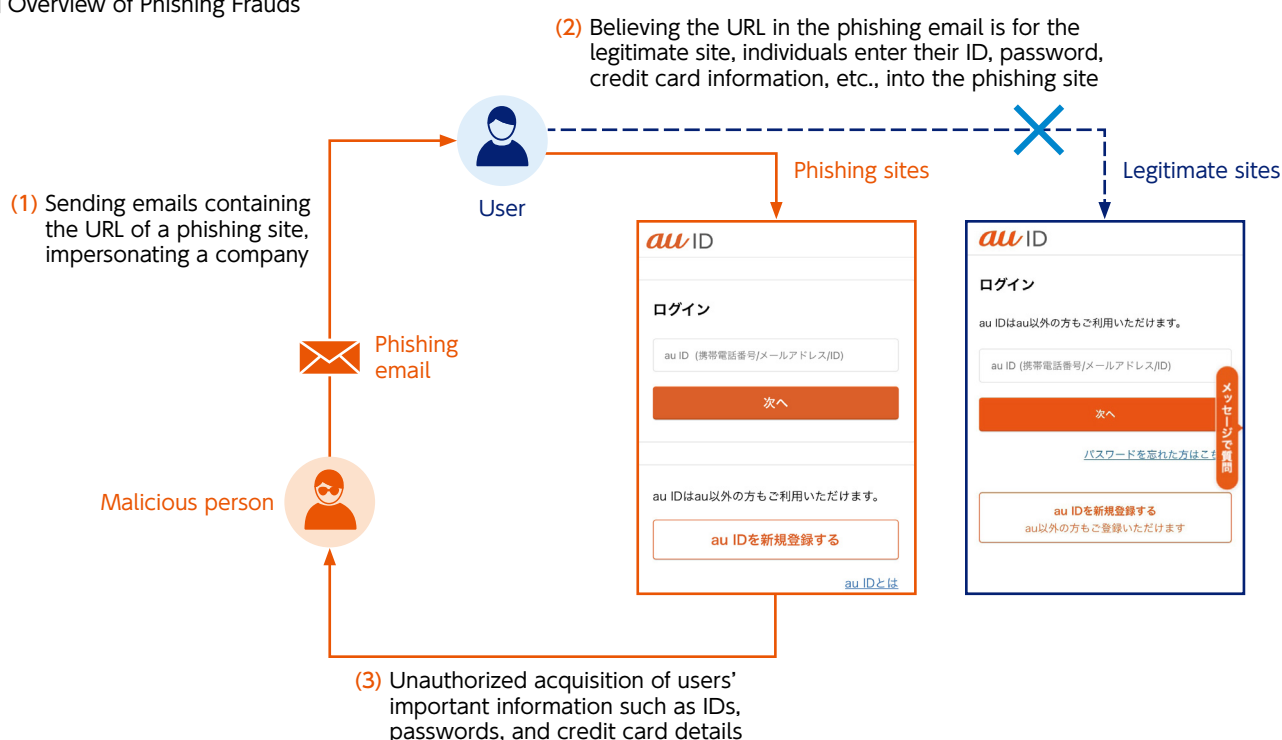 Overview of Phishing Frauds
(2) Believing the URL in the phishing email is for the
legitimate site, individuals enter their ID, password,
credit card information, etc., into the phishing site
Phishing sites
Legitimate sites
User
(1) Sending emails containing
the URL of a phishing site,
impersonating a company
Phishing
email
Malicious person
au ID
ログイン
au ID (携帯電話番号/メールアドレス/ID)
次へ
au IDはau以外の方もご利用いただけます。
au IDを新規登録する
au IDとは
au ID
ログイン
au IDはau以外の方もご利用いただけます。
au ID (携帯電話番号/メールアドレス/ID)
次へ
パスワードを忘れた方はこち
メッセージで質問
au IDを新規登録する
au以外の方もご登録いただけます
(3) Unauthorized acquisition of users’
important information such as IDs,
passwords, and credit card details